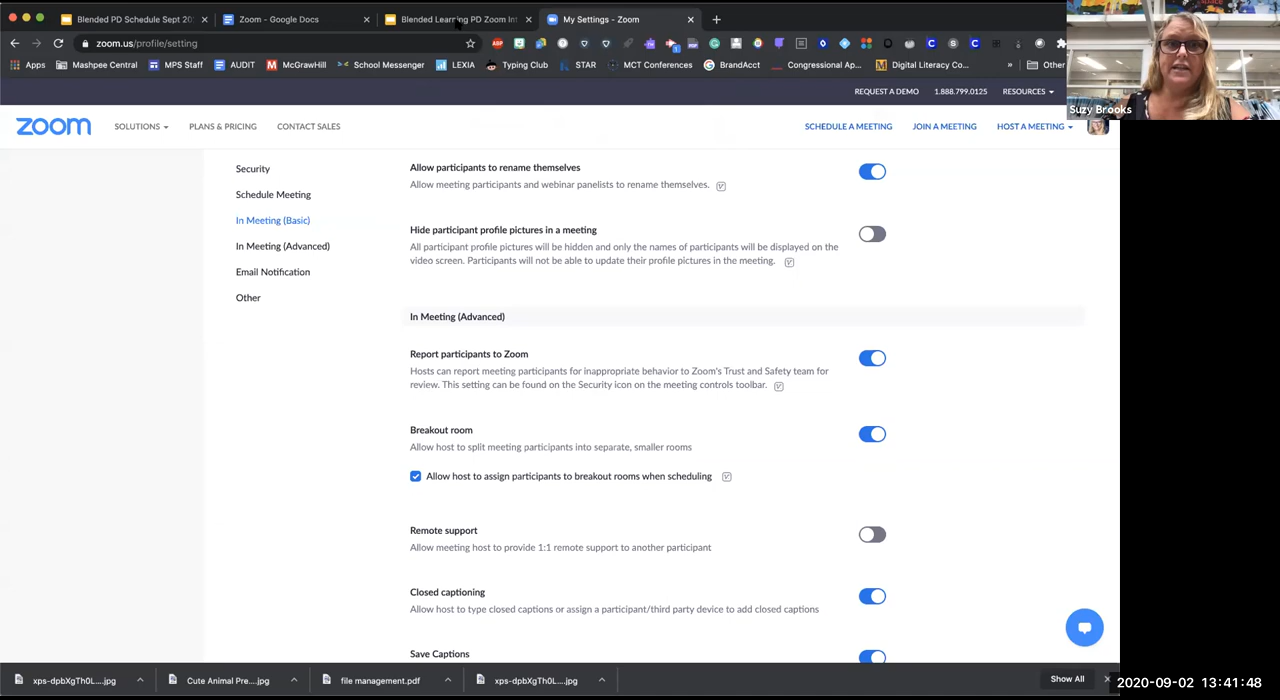 Blended PD Schedule Sept 20
Zoom - Google Docs
Blended Learning PD Zoom Int
My Settings - Zoom
zoom.us/profile/setting
Apps
Mashpee Central
MPS Staff
AUDIT
McGrawHill
School Messenger
LEXIA
Typing Club
STAR
MCT Conferences
BrandAcct
Congressional Ap...
Digital Literacy Co...
»
Other
Suzy Brooks
REQUEST A DEMO
1.888.799.0125
RESOURCES
zoom
SOLUTIONS
PLANS & PRICING
CONTACT SALES
SCHEDULE A MEETING
JOIN A MEETING
HOST A MEETING
Security
Schedule Meeting
In Meeting (Basic)
In Meeting (Advanced)
Email Notification
Other
Allow participants to rename themselves
Allow meeting participants and webinar panelists to rename themselves.
Hide participant profile pictures in a meeting
All participant profile pictures will be hidden and only the names of participants will be displayed on the
video screen. Participants will not be able to update their profile pictures in the meeting.
In Meeting (Advanced)
Report participants to Zoom
Hosts can report meeting participants for inappropriate behavior to Zoom's Trust and Safety team for
review. This setting can be found on the Security icon on the meeting controls toolbar.
Breakout room
Allow host to split meeting participants into separate, smaller rooms
Allow host to assign participants to breakout rooms when scheduling
Remote support
Allow meeting host to provide 1:1 remote support to another participant
Closed captioning
Allow host to type closed captions or assign a participant/third party device to add closed captions
Save Captions
xps-dpbXgTh0L....jpg
Cute Animal Pre....jpg
file management.pdf
xps-dpbXgTh0L....jpg
Show All
2020-09-02 13:41:48